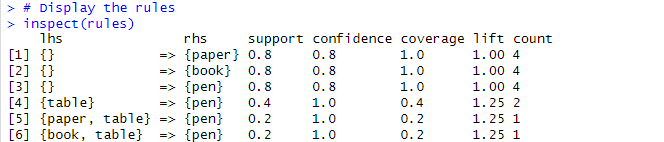 > # Display the rules
> inspect(rules)
    lhs               rhs     support confidence coverage lift count
[1] {}             => {paper} 0.8     0.8        1.0      1.00 4
[2] {}             => {book}  0.8     0.8        1.0      1.00 4
[3] {}             => {pen}   0.8     0.8        1.0      1.00 4
[4] {table}        => {pen}   0.4     1.0        0.4      1.25 2
[5] {paper, table} => {pen}   0.2     1.0        0.2      1.25 1
[6] {book, table}  => {pen}   0.2     1.0        0.2      1.25 1